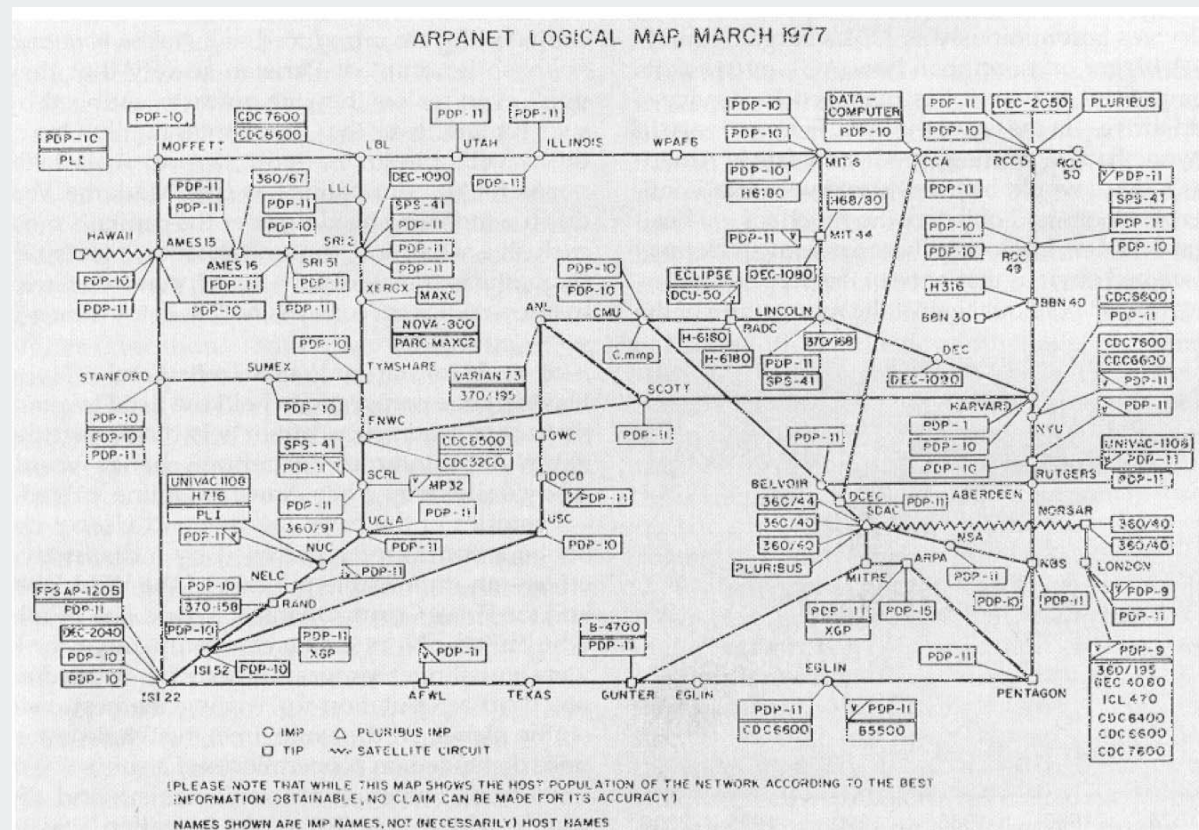 ARPANET LOGICAL MAP, MARCH 1977
PDP-10
PLI
PDP-10
MOFFETT
CDC7600
CDC6600
LBL
PDP-11
UTAH
PDP-11
ILLINOIS
PDP-11
WPAFB
PDP-10
PDP-10
H6180
MIT 6
DATA
COMPUTER
PDP-10
CCA
PDP-11
PDP-10
RCC5
DEC-2050
PLURIBUS
RCC
50
PDP-11
SPS-41
PDP-11
PDP-10
RCC
49
PDP-11
PDP-10
PDP-10
H68/80
MIT 44
PDP-11
PDP-11
PDP-11
360/67
LLL
PDP-11
PDP-10
DEC-1090
SPS-41
PDP-11
PDP-11
PDP-11
HAWAII
AMES 15
AMES 16
SRI 51
SRI 2
PDP-10
PDP-11
PDP-11
PDP-10
PDP-11
PDP-11
XEROX
MAXC
NOVA-800
PARC-MAXC2
ANL
PDP-10
PDP-10
CMU
C.mmp
ECLIPSE
DCU-50
DEC-1090
RADC
LINCOLN
H-6180
H-6180
370/168
PDP-11
SPS-41
H316
BBN 40
BBN 30
DEC
DEC-1090
CDC6600
PDP-11
CDC7600
CDC6600
PDP-11
PDP-11
STANFORD
SUMEX
PDP-10
TYMSHARE
VARIAN 73
370/195
SCOTT
PDP-11
HARVARD
PDP-1
PDP-10
PDP-10
NYU
UNIVAC-1108
PDP-11
PDP-11
RUTGERS
PDP-10
PDP-10
PDP-11
PDP-10
FNWC
CDC6500
CDC3200
GWC
SPS-41
PDP-11
PDP-11
360/91
SCRL
MP32
PDP-11
DOCB
PDP-11
UNIVAC 1108
H716
PLI
PDP-11
UCLA
PDP-11
USC
PDP-10
PDP-11
BELVOIR
ABERDEEN
DCEC
PDP-11
SDAC
NORSAR
360/44
360/40
360/40
PLURIBUS
360/40
360/40
NSA
PDP-11
MITRE
ARPA
NBS
PDP-10
PDP-11
LONDON
PDP-9
NUC
PDP-11
NELC
PDP-10
370-158
RAND
FPS AP-120B
PDP-11
DEC-2040
PDP-10
PDP-10
PDP-10
PDP-11
XGP
ISI 52
PDP-10
ISI 22
PDP-11
AFWL
TEXAS
B-4700
PDP-11
GUNTER
EGLIN
PDP-11
CDC6600
EGLIN
PDP-11
B5500
PDP-11
XGP
PDP-15
PDP-11
PENTAGON
PDP-9
360/195
GEC 4080
ICL 470
CDC6400
CDC6600
CDC7600
IMP
PLURIBUS IMP
TIP
SATELLITE CIRCUIT
(PLEASE NOTE THAT WHILE THIS MAP SHOWS THE HOST POPULATION OF THE NETWORK ACCORDING TO THE BEST
INFORMATION OBTAINABLE, NO CLAIM CAN BE MADE FOR ITS ACCURACY)
NAMES SHOWN ARE IMP NAMES, NOT (NECESSARILY) HOST NAMES